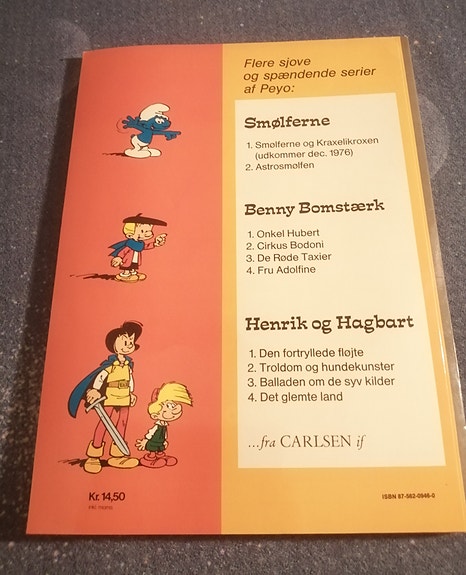 Flere sjove
og spændende serier
af Peyo:
Smølferne
1. Smølferne og Kraxelikroxen
(udkommer dec. 1976)
2. Astrosmølfen
Benny Bomstærk
1. Onkel Hubert
2. Cirkus Bodoni
3. De Røde Taxier
4. Fru Adolfine
Henrik og Hagbart
1. Den fortryllede fløjte
2. Troldom og hundekunster
3. Balladen om de syv kilder
4. Det glemte land
...fra CARLSEN if
Kr. 14,50
inkl. moms
ISBN 87-562-0946-0